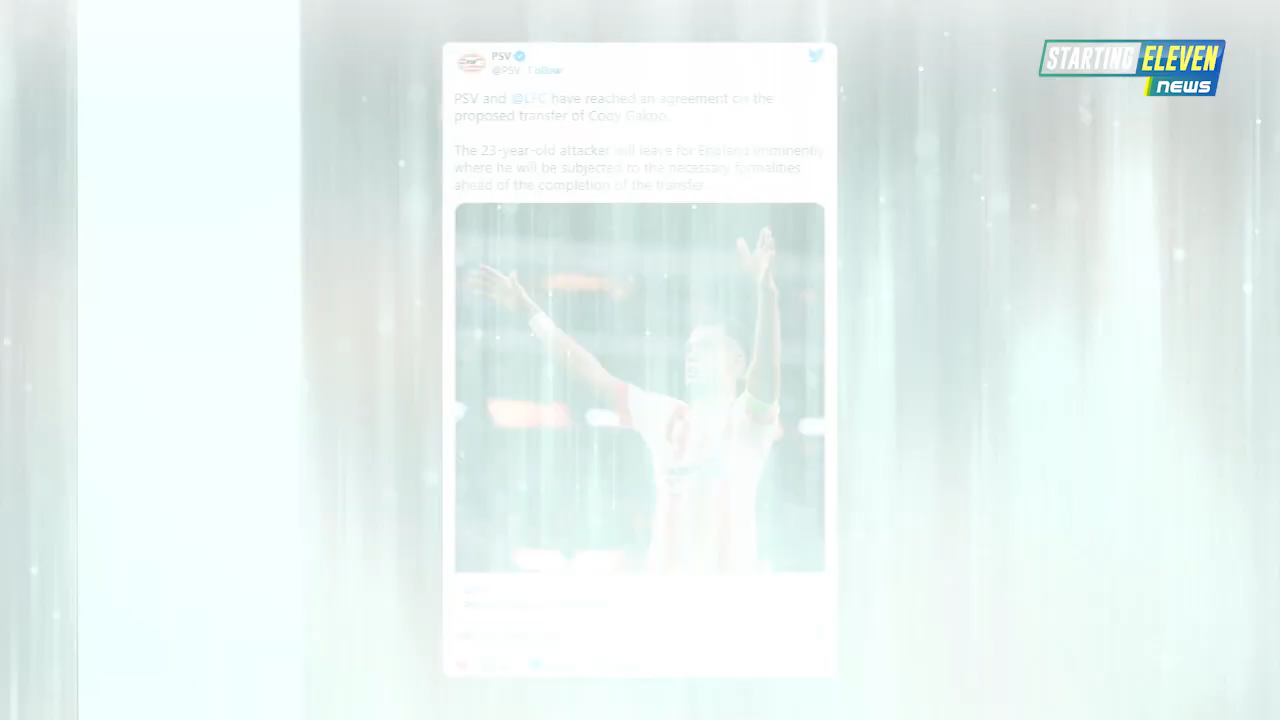 STARTING ELEVEN
news
PSV
@PSV · Follow
PSV and @LFC have reached an agreement on the
proposed transfer of Cody Gakpo.
The 23-year-old attacker will leave for England imminently
where he will be subjected to the necessary formalities
ahead of the completion of the transfer.